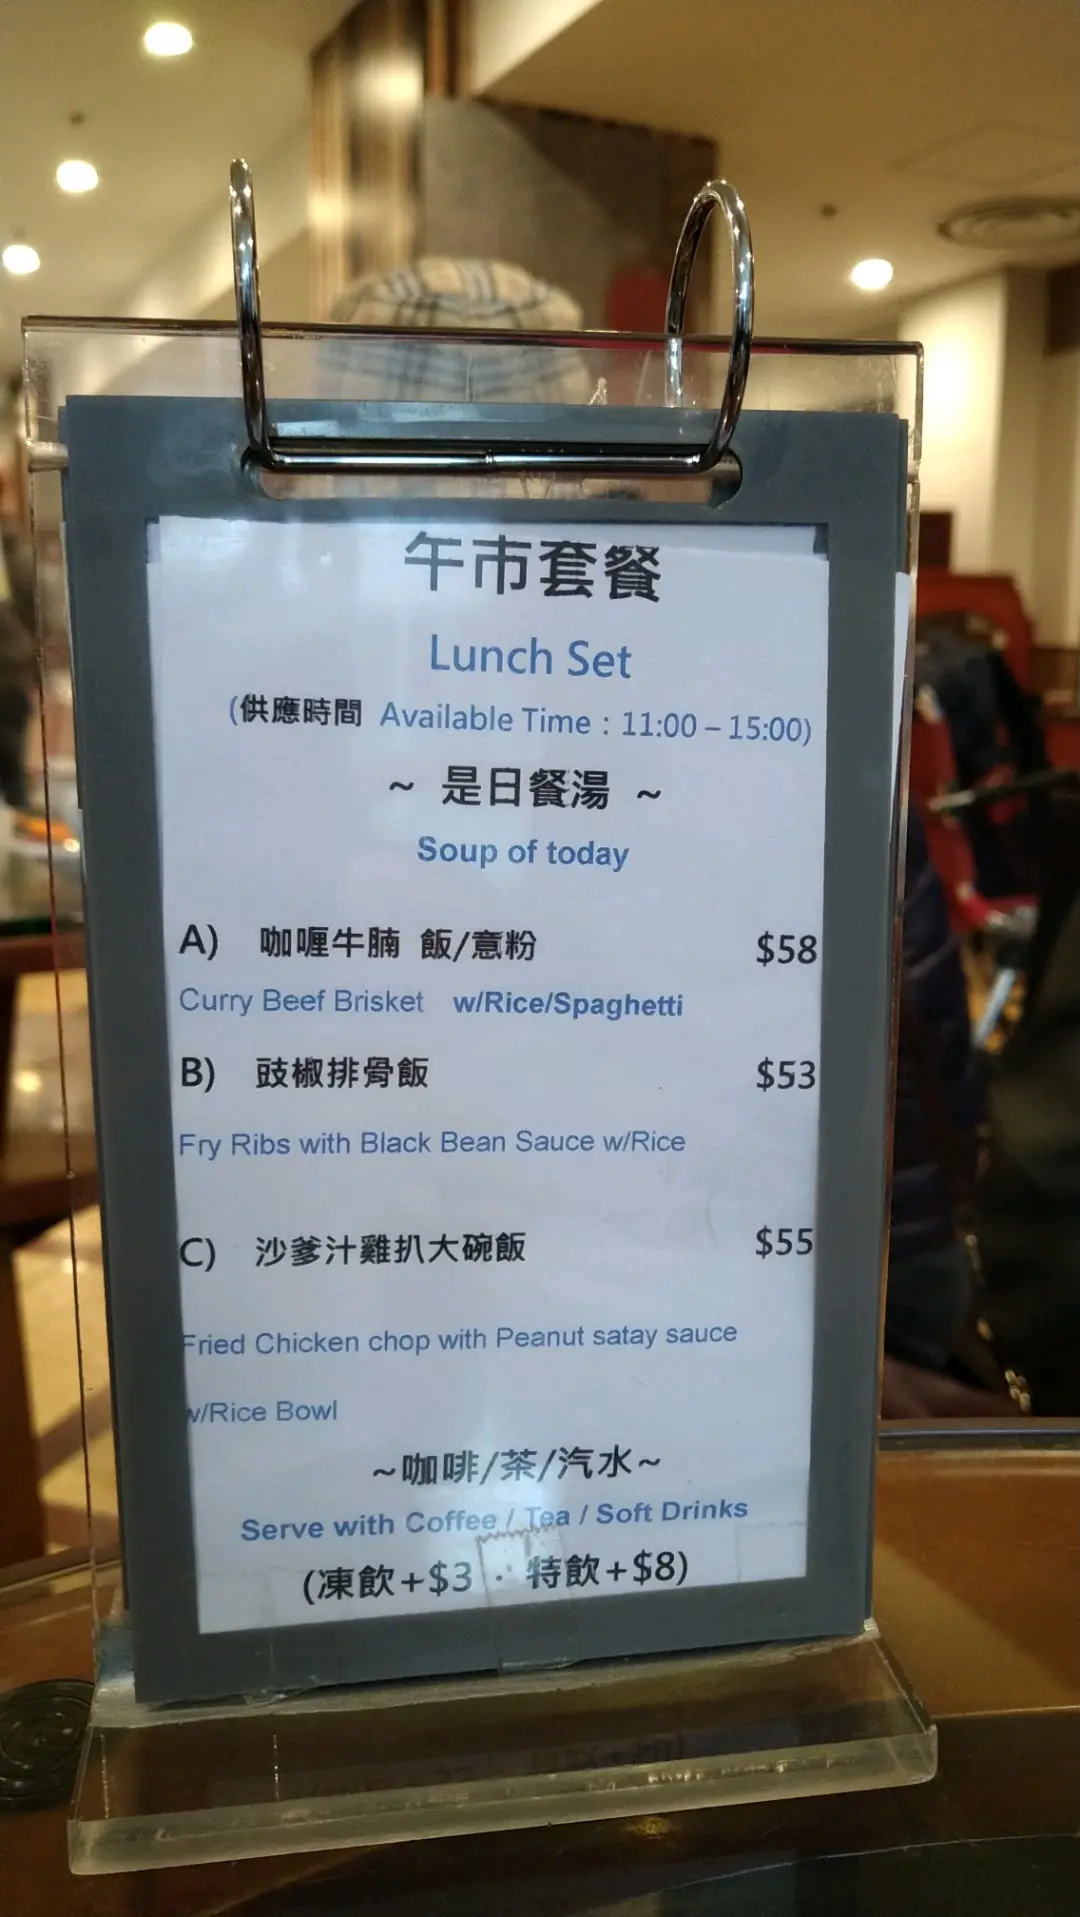 午市套餐
Lunch Set
(供應時間 Available Time : 11:00 – 15:00)
~ 是日餐湯 ~
Soup of today
A) 咖喱牛腩 飯/意粉 $58
Curry Beef Brisket w/Rice/Spaghetti
B) 豉椒排骨飯 $53
Fry Ribs with Black Bean Sauce w/Rice
C) 沙爹汁雞扒大碗飯 $55
Fried Chicken chop with Peanut satay sauce
w/Rice Bowl
~咖啡/茶/汽水~
Serve with Coffee / Tea / Soft Drinks
(凍飲+$3 · 特飲+$8)